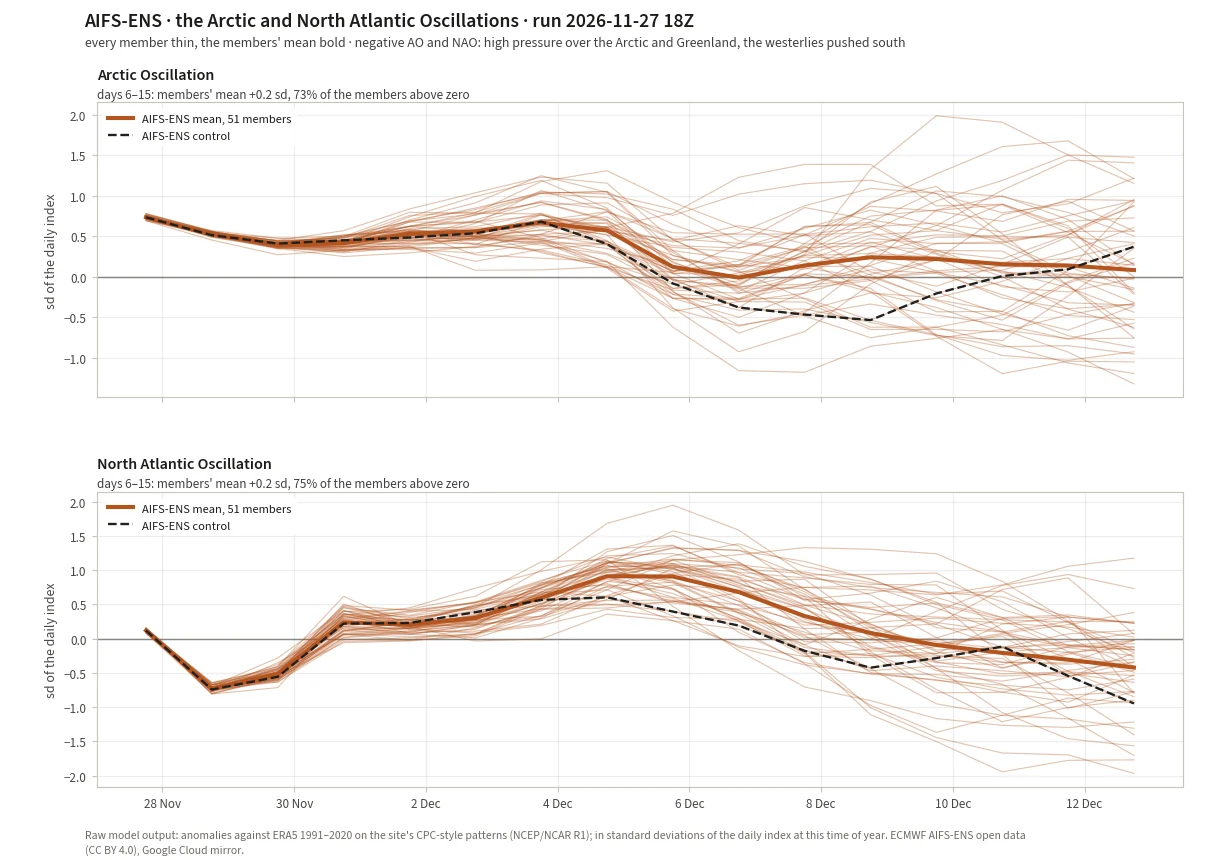 AIFS-ENS · the Arctic and North Atlantic Oscillations · run 2026-11-27 18Z
every member thin, the members' mean bold · negative AO and NAO: high pressure over the Arctic and Greenland, the westerlies pushed south
Arctic Oscillation
days 6–15: members' mean +0.2 sd, 73% of the members above zero
AIFS-ENS mean, 51 members
AIFS-ENS control
sd of the daily index
2.0
1.5
1.0
0.5
0.0
−0.5
−1.0
North Atlantic Oscillation
days 6–15: members' mean +0.2 sd, 75% of the members above zero
AIFS-ENS mean, 51 members
AIFS-ENS control
sd of the daily index
2.0
1.5
1.0
0.5
0.0
−0.5
−1.0
−1.5
−2.0
28 Nov 30 Nov 2 Dec 4 Dec 6 Dec 8 Dec 10 Dec 12 Dec
Raw model output: anomalies against ERA5 1991–2020 on the site's CPC-style patterns (NCEP/NCAR R1); in standard deviations of the daily index at this time of year. ECMWF AIFS-ENS open data
(CC BY 4.0), Google Cloud mirror.